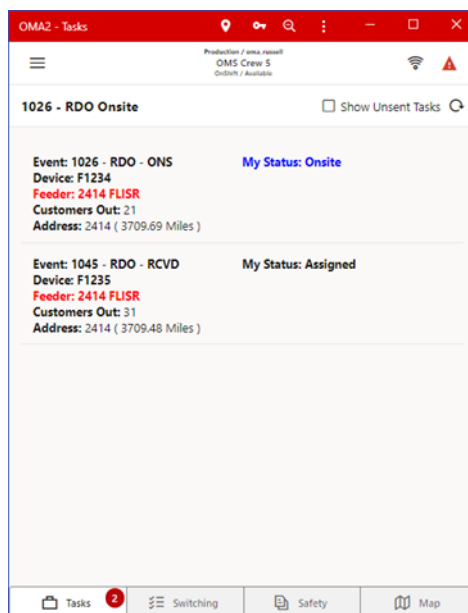 OMA2 - Tasks
Production / oma_russell
OMS Crew 5
OnShift / Available
1026 - RDO Onsite
Show Unsent Tasks
Event: 1026 - RDO - ONS
My Status: Onsite
Device: F1234
Feeder: 2414 FLISR
Customers Out: 21
Address: 2414 ( 3709.69 Miles )
Event: 1045 - RDO - RCVD
My Status: Assigned
Device: F1235
Feeder: 2414 FLISR
Customers Out: 31
Address: 2414 ( 3709.48 Miles )
Tasks 2 Switching Safety Map